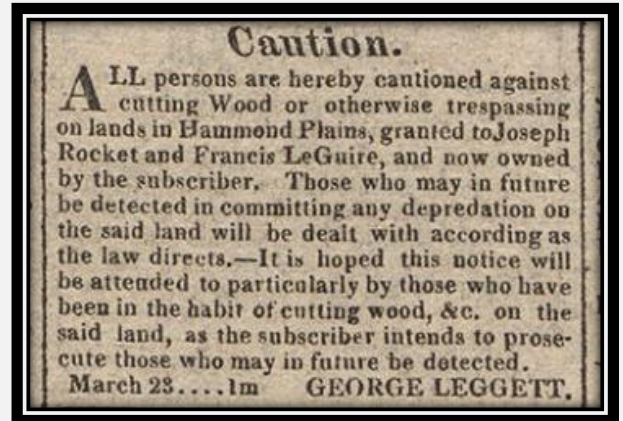 Caution.
ALL persons are hereby cautioned against
cutting Wood or otherwise trespassing
on lands in Hammond Plains, granted to Joseph
Rocket and Francis LeGuire, and now owned
by the subscriber. Those who may in future
be detected in committing any depredation on
the said land will be dealt with according as
the law directs.—It is hoped this notice will
be attended to particularly by those who have
been in the habit of cutting wood, &c. on the
said land, as the subscriber intends to prose-
cute those who may in future be detected.
March 23....1m GEORGE LEGGETT.